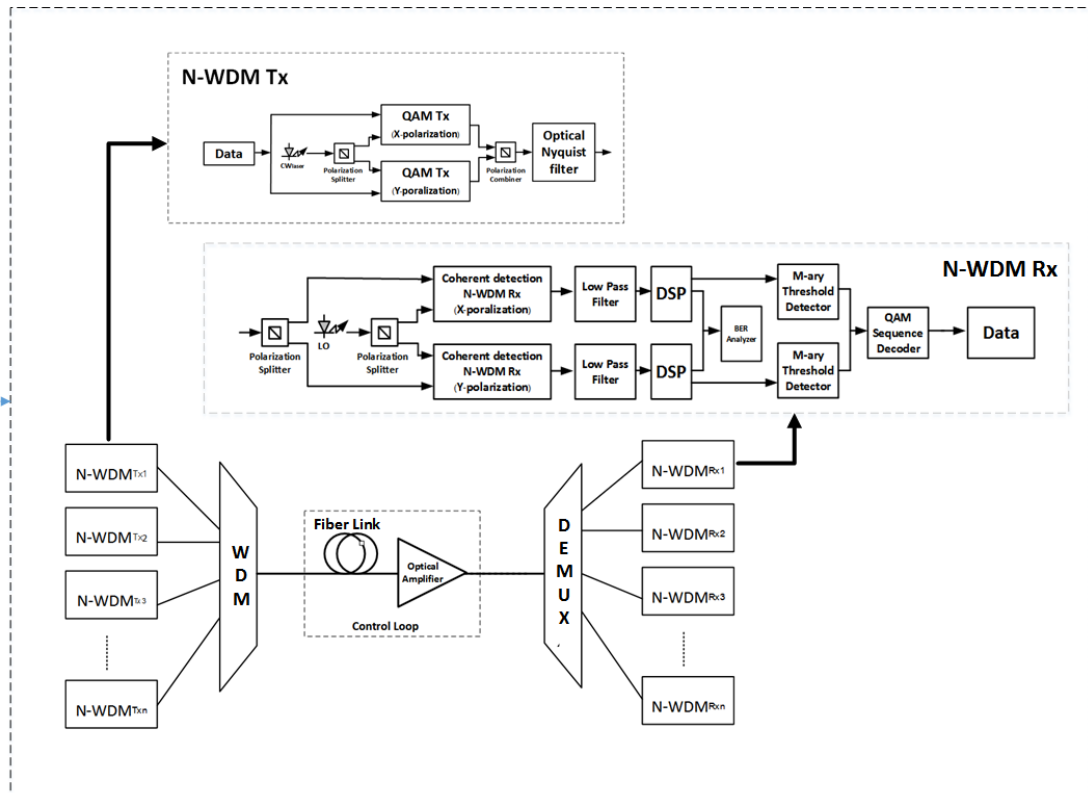 N-WDM Tx
Data
CWlaser
Polarization
Splitter
QAM Tx
(X-polarization)
QAM Tx
(Y-poralization)
Polarization
Combiner
Optical
Nyquist
filter
N-WDM Rx
Polarization
Splitter
LO
Polarization
Splitter
Coherent detection
N-WDM Rx
(X-poralization)
Coherent detection
N-WDM Rx
(Y-polarization)
Low Pass
Filter
Low Pass
Filter
DSP
DSP
BER
Analyzer
M-ary
Threshold
Detector
M-ary
Threshold
Detector
QAM
Sequence
Decoder
Data
N-WDMTx1
N-WDMTx2
N-WDMTx3
N-WDMTxn
W
D
M
Fiber Link
Optical
Amplifier
Control Loop
D
E
M
U
X
N-WDMRx1
N-WDMRx2
N-WDMRx3
N-WDMRxn